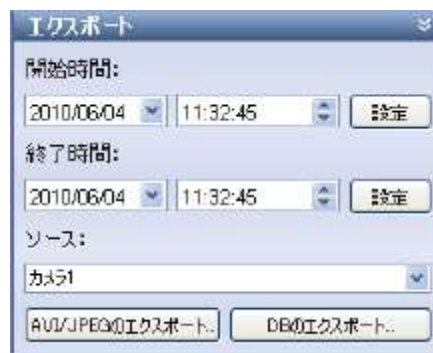 エクスポート
開始時間:
2010/06/04 11:32:45 設定
終了時間:
2010/06/04 11:32:45 設定
ソース:
カメラ1
AVI/JPEGのエクスポート... DBのエクスポート...